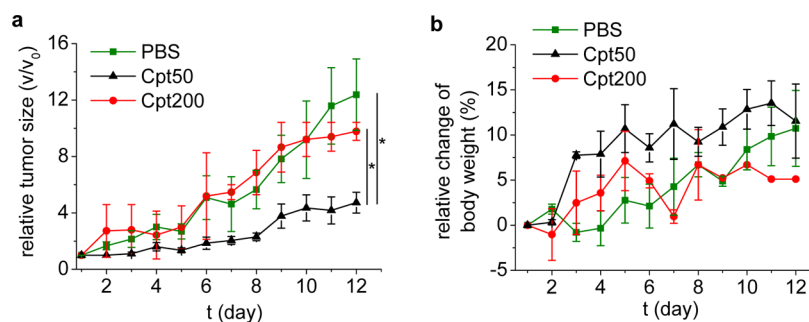 a
PBS
Cpt50
Cpt200
relative tumor size (v/v0)
16
12
8
4
0
2 4 6 8 10 12
t (day)
*
*
b
PBS
Cpt50
Cpt200
relative change of
body weight (%)
20
15
10
5
0
-5
2 4 6 8 10 12
t (day)